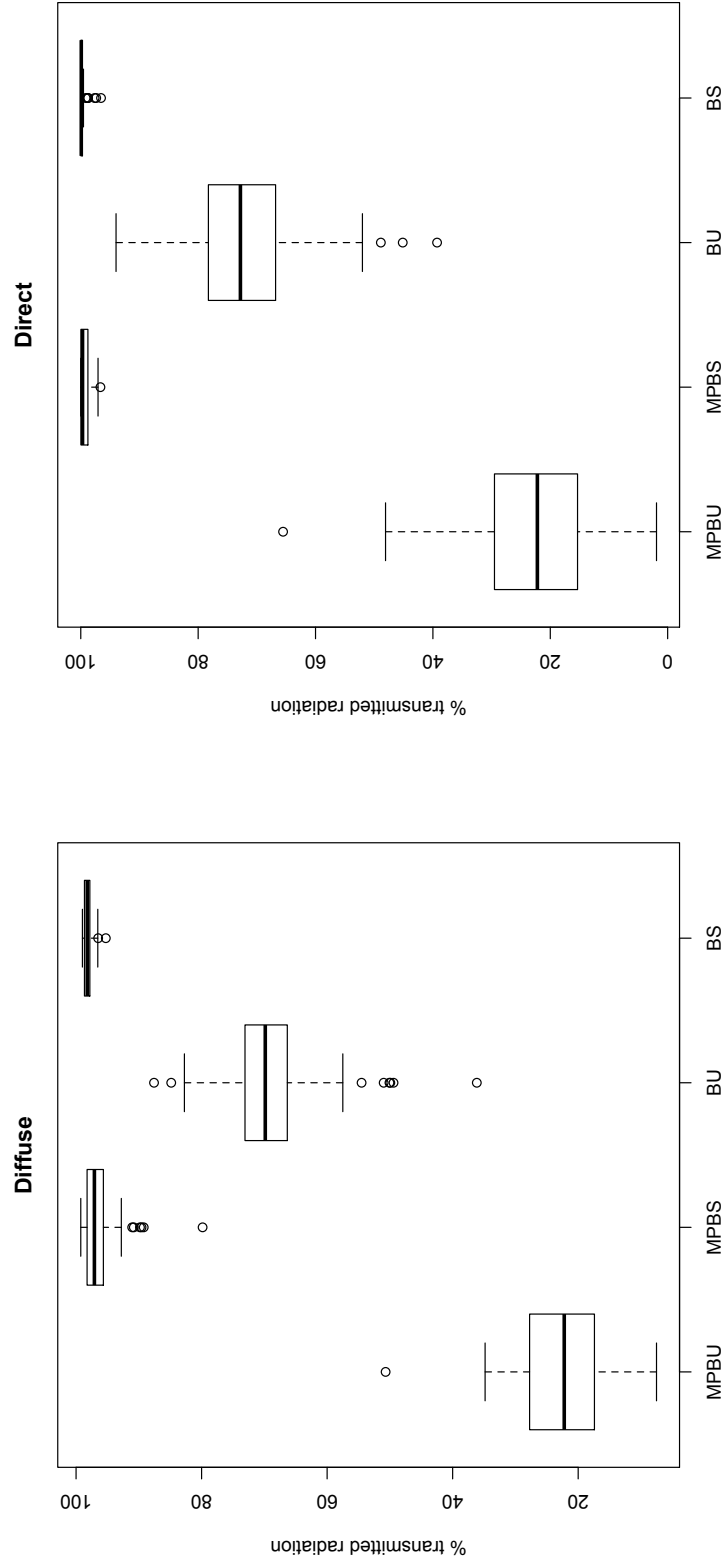 Direct
% transmitted radiation
100
80
60
40
20
0
MPBU
MPBS
BU
BS
Diffuse
% transmitted radiation
100
80
60
40
20
MPBU
MPBS
BU
BS